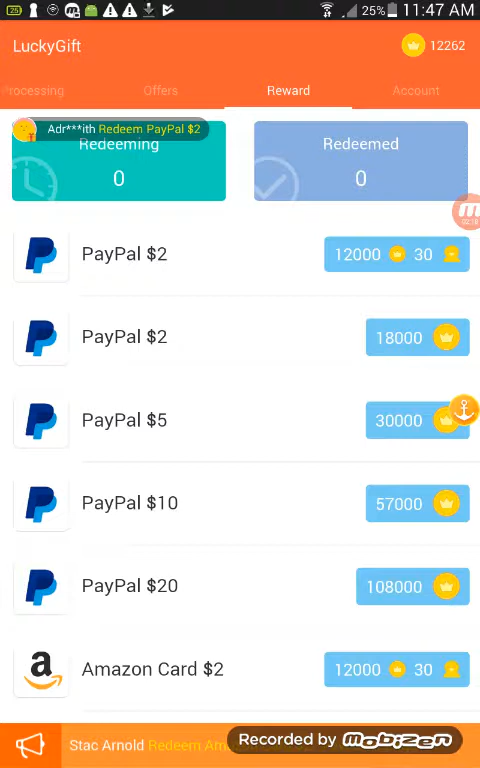 25
25%
11:47 AM
LuckyGift
12262
rocessing
Offers
Reward
Account
Adr***ith Redeem PayPal $2
Redeeming
Redeemed
0
0
PayPal $2
12000 30
PayPal $2
18000
PayPal $5
30000
PayPal $10
57000
PayPal $20
108000
Amazon Card $2
12000 30
Stac Arnold Redeem Am
Recorded by MOBIZEN